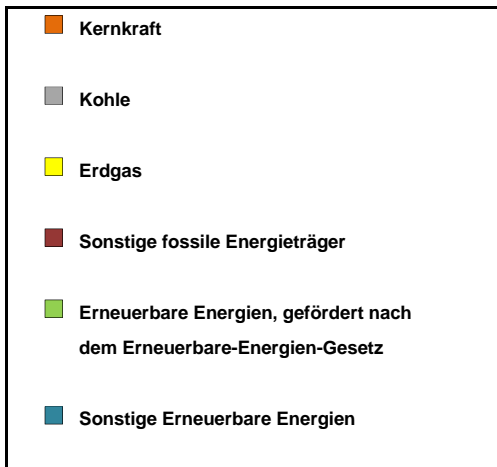 Kernkraft
Kohle
Erdgas
Sonstige fossile Energieträger
Erneuerbare Energien, gefördert nach
dem Erneuerbare-Energien-Gesetz
Sonstige Erneuerbare Energien